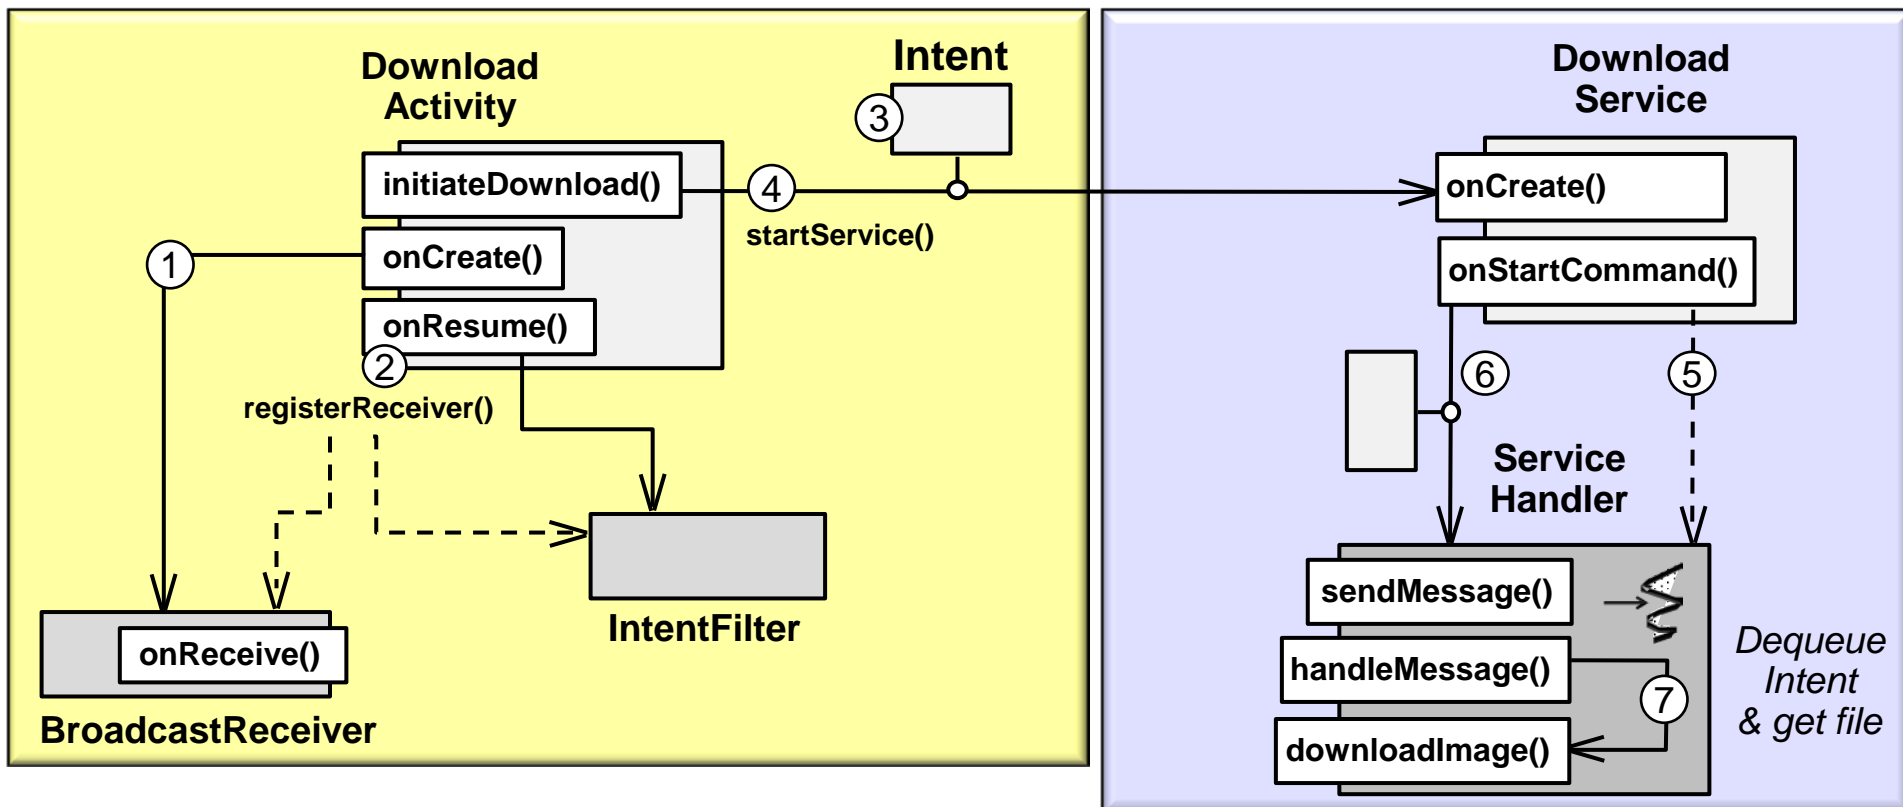 Download
Activity
initiateDownload()
onCreate()
onResume()
1
2
registerReceiver()
Intent
3
4
startService()
IntentFilter
onReceive()
BroadcastReceiver
Download
Service
onCreate()
onStartCommand()
6
5
Service
Handler
sendMessage()
handleMessage()
7
downloadImage()
Dequeue
Intent
& get file